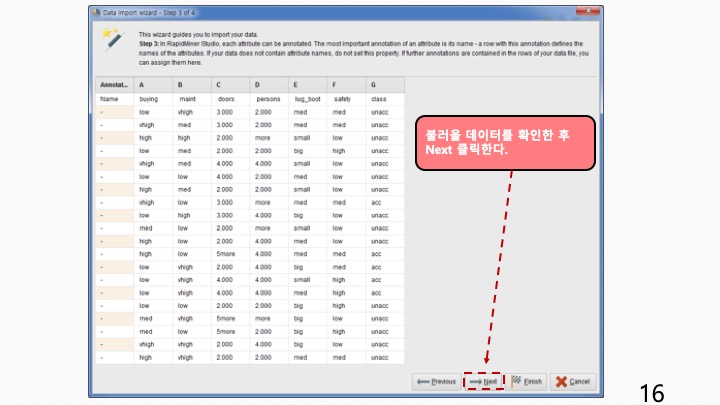 Data import wizard - Step 3 of 4
This wizard guides you to import your data.
Step 3: In RapidMiner Studio, each attribute can be annotated. The most important annotation of an attribute is its name - a row with this annotation defines
the names of the attributes. If your data does not contain attribute names, do not set this property. If further annotations are contained in the rows of your data file, you
can assign them here.
Annotat... A B C D E F G
Name buying maint doors persons lug_boot safety class
- low vhigh 3.000 2.000 med med unacc
- vhigh med 3.000 2.000 med med unacc
- high high 2.000 more small low unacc
- low med 2.000 2.000 big high unacc
- vhigh med 4.000 4.000 small low unacc
- low low 4.000 2.000 med low unacc
- high med 2.000 2.000 small low unacc
- vhigh low 3.000 more med med acc
- low high 3.000 4.000 big low unacc
- med low 2.000 more small low unacc
- high low 2.000 4.000 med low unacc
- high low 5more 4.000 med med acc
- low vhigh 2.000 4.000 big med acc
- low vhigh 4.000 4.000 small high acc
- low vhigh 4.000 4.000 med high acc
- low low 2.000 2.000 big high unacc
- med vhigh 5more more big low unacc
- med low 5more 2.000 big high unacc
- vhigh vhigh 2.000 4.000 big low unacc
- high vhigh 2.000 2.000 med med unacc
불러올 데이터를 확인한 후
Next 클릭한다.
Previous Next Finish Cancel
16